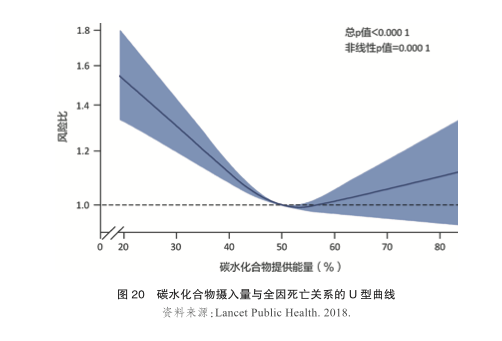 1.8
总p值<0.000 1
非线性p值=0.000 1
1.6
1.4
风险比
1.2
1.0
0 20 30 40 50 60 70 80
碳水化合物提供能量(%)
图 20 碳水化合物摄入量与全因死亡关系的 U 型曲线
资料来源:Lancet Public Health. 2018.